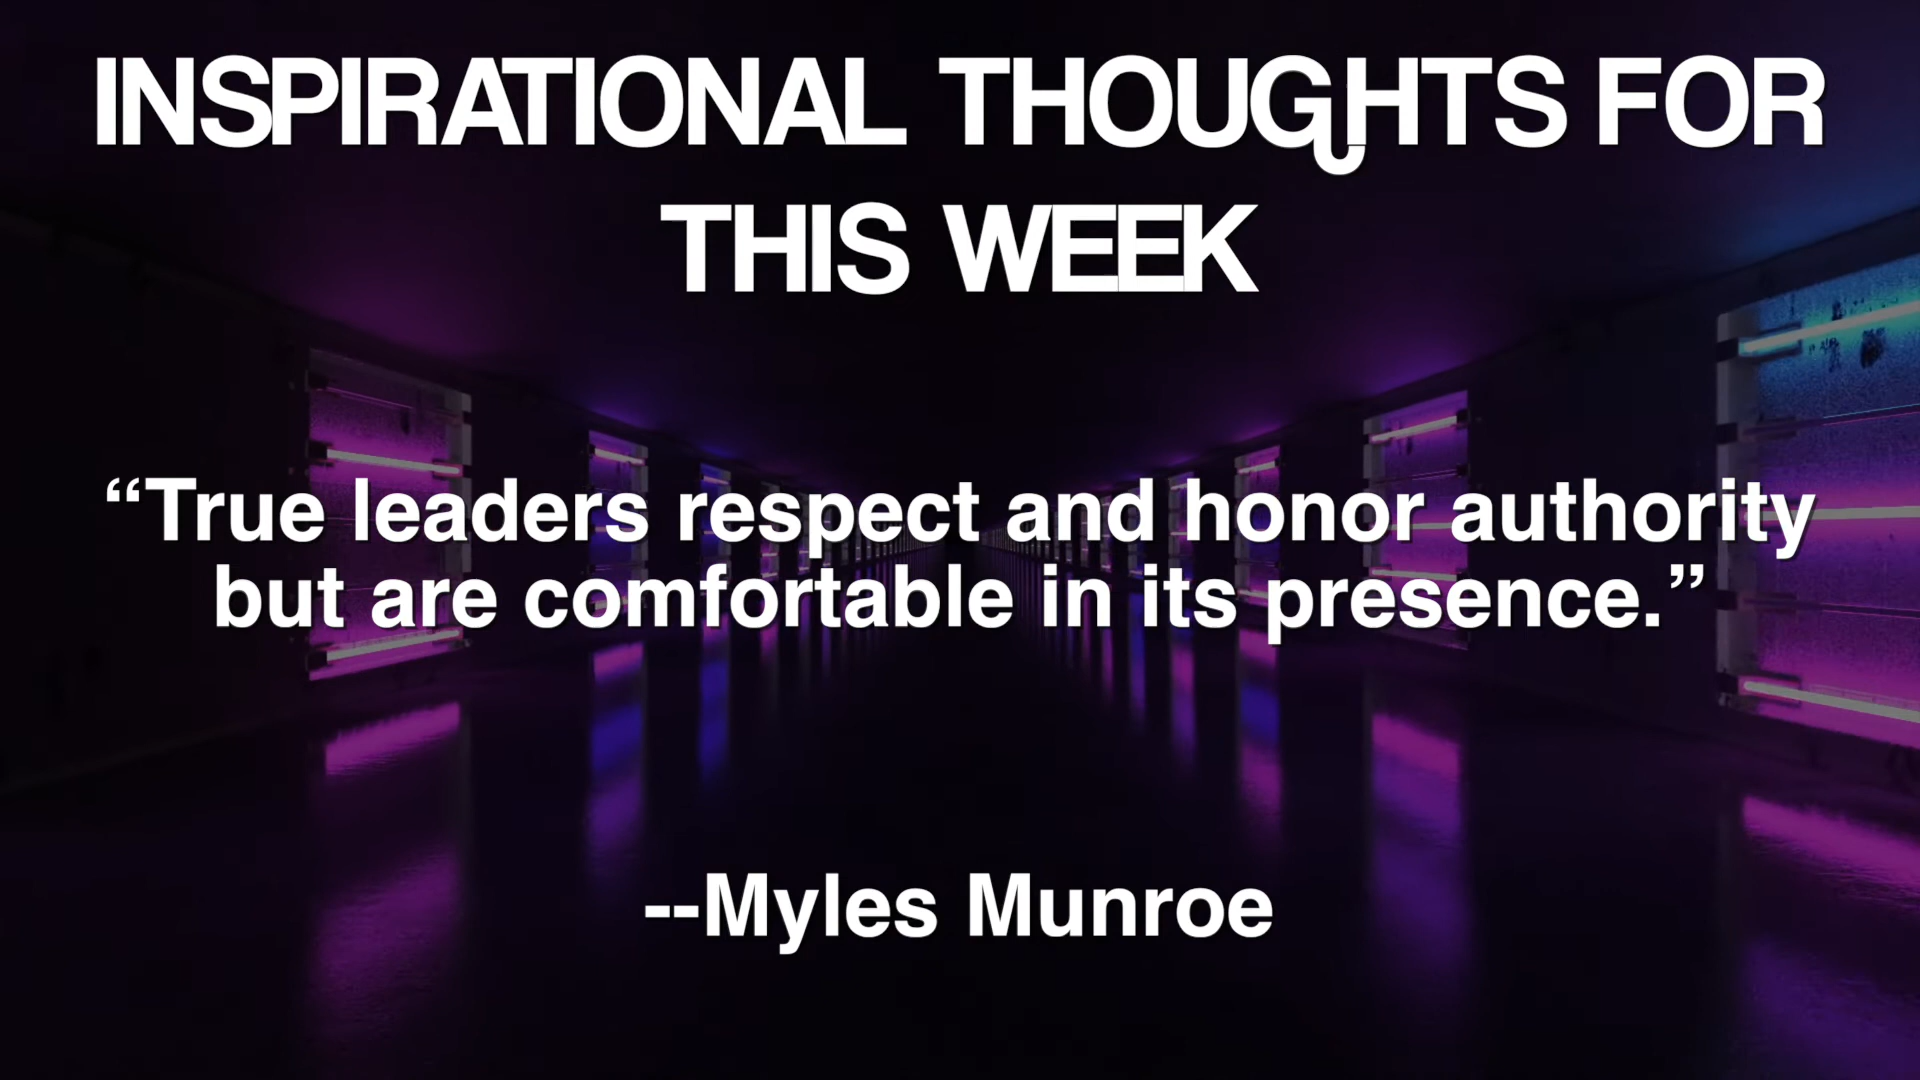 INSPIRATIONAL THOUGHTS FOR
THIS WEEK
“True leaders respect and honor authority
but are comfortable in its presence.”
--Myles Munroe